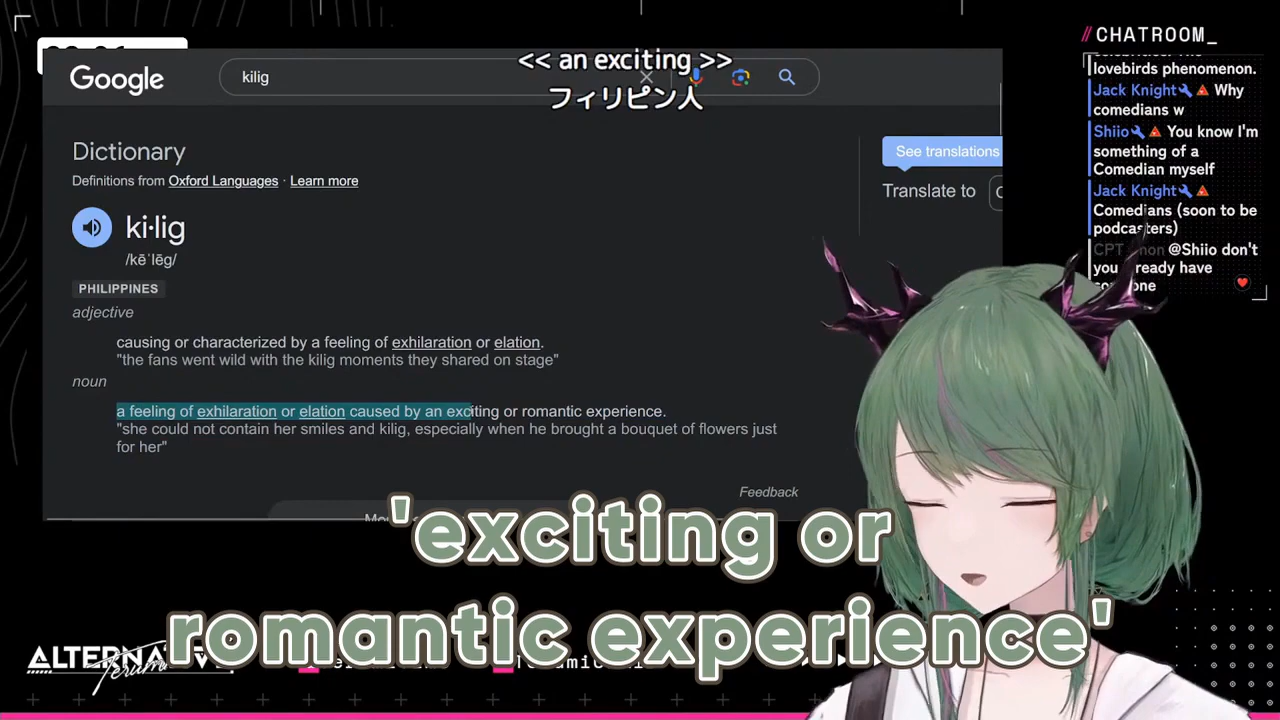 << an exciting >>
フィリピン人
Google
kilig
Dictionary
Definitions from Oxford Languages · Learn more
ki·lig
/kēˈlēg/
PHILIPPINES
adjective
causing or characterized by a feeling of exhilaration or elation.
"the fans went wild with the kilig moments they shared on stage"
noun
a feeling of exhilaration or elation caused by an exciting or romantic experience.
"she could not contain her smiles and kilig, especially when he brought a bouquet of flowers just
for her"
See translations
Translate to
Feedback
'exciting or
romantic experience'
//CHATROOM_
lovebirds phenomenon.
Jack Knight Why
comedians w
Shiio You know I'm
something of a
Comedian myself
Jack Knight
Comedians (soon to be
podcasters)
@Shiio don't
you already have